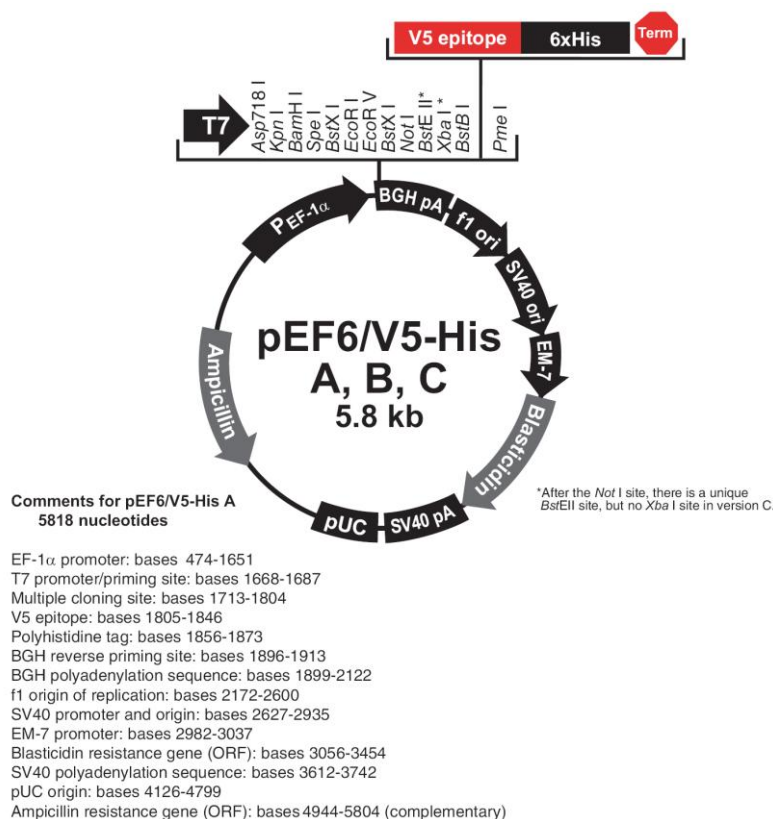 V5 epitope 6xHis Term
T7 Asp718 I Kpn I BamH I Spe I BstX I EcoR I EcoR V BstX I Not I BstE II* Xba I * BstB I Pme I
PEF-1α BGH pA f1 ori SV40 ori EM-7 Blasticidin SV40 pA pUC Ampicillin
pEF6/V5-His
A, B, C
5.8 kb
*After the Not I site, there is a unique
BstEII site, but no Xba I site in version C.
Comments for pEF6/V5-His A
5818 nucleotides
EF-1α promoter: bases 474-1651
T7 promoter/priming site: bases 1668-1687
Multiple cloning site: bases 1713-1804
V5 epitope: bases 1805-1846
Polyhistidine tag: bases 1856-1873
BGH reverse priming site: bases 1896-1913
BGH polyadenylation sequence: bases 1899-2122
f1 origin of replication: bases 2172-2600
SV40 promoter and origin: bases 2627-2935
EM-7 promoter: bases 2982-3037
Blasticidin resistance gene (ORF): bases 3056-3454
SV40 polyadenylation sequence: bases 3612-3742
pUC origin: bases 4126-4799
Ampicillin resistance gene (ORF): bases 4944-5804 (complementary)